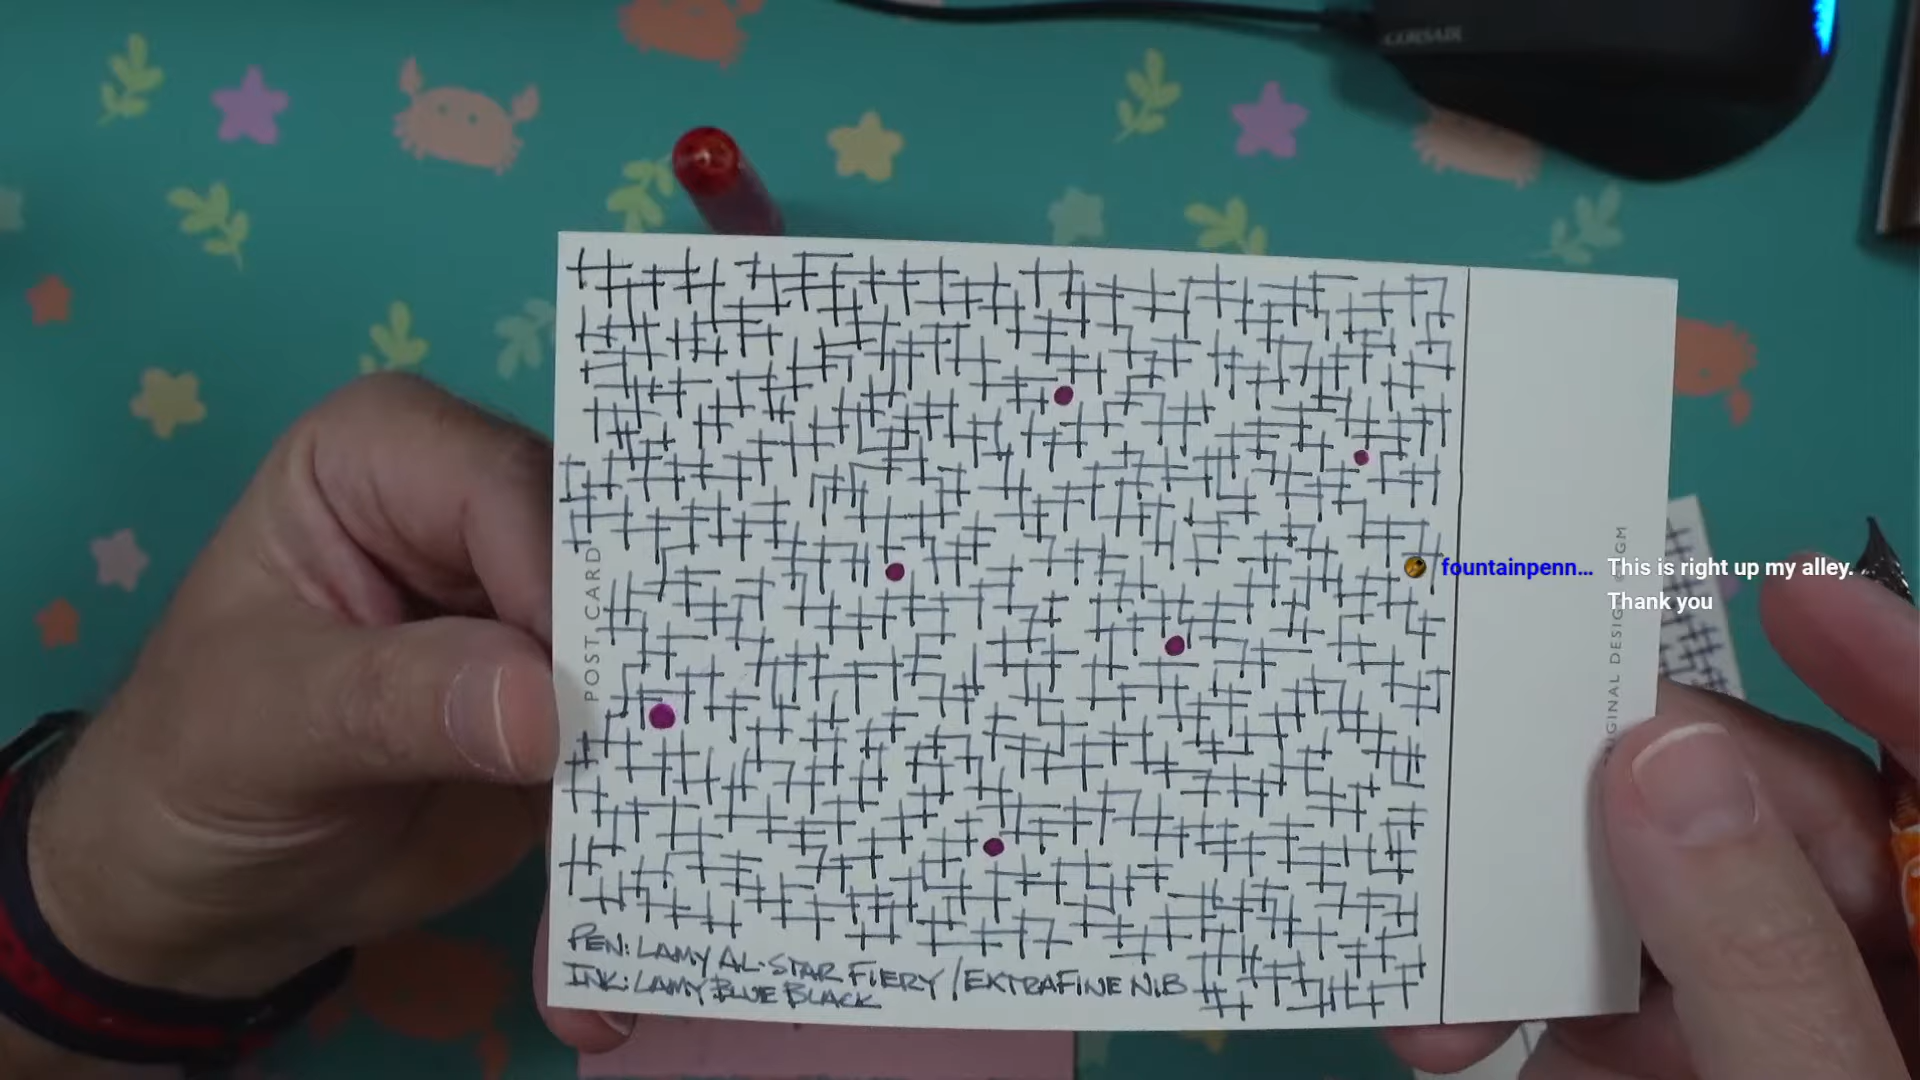 CORSAIR
POST CARD
fountainpenn... This is right up my alley.
Thank you
PEN: LAMY AL-STAR FIERY / EXTRAFINE NIB
INK: LAMY BLUE BLACK